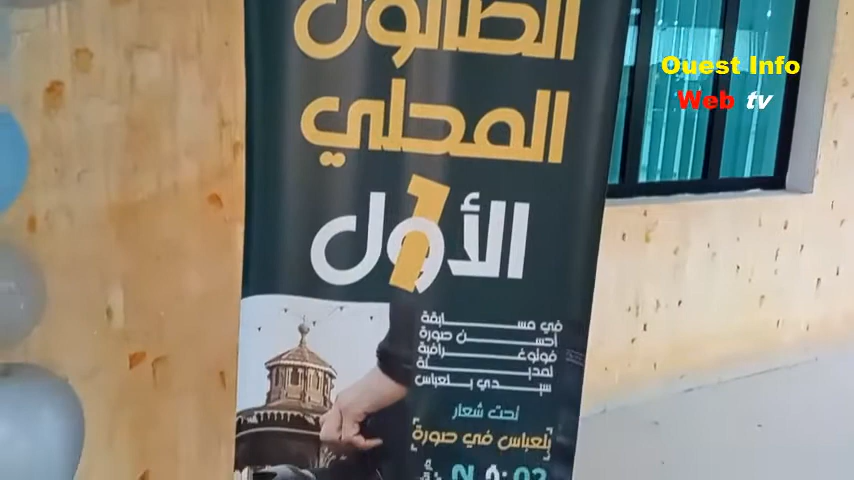 الصالون
المحلي
الأول
1
في مسابقة
أحسن صورة
فوتوغرافية
لمدينة
سيدي بلعباس
تحت شعار
بلعباس في صورة
Ouest Info
Web tv